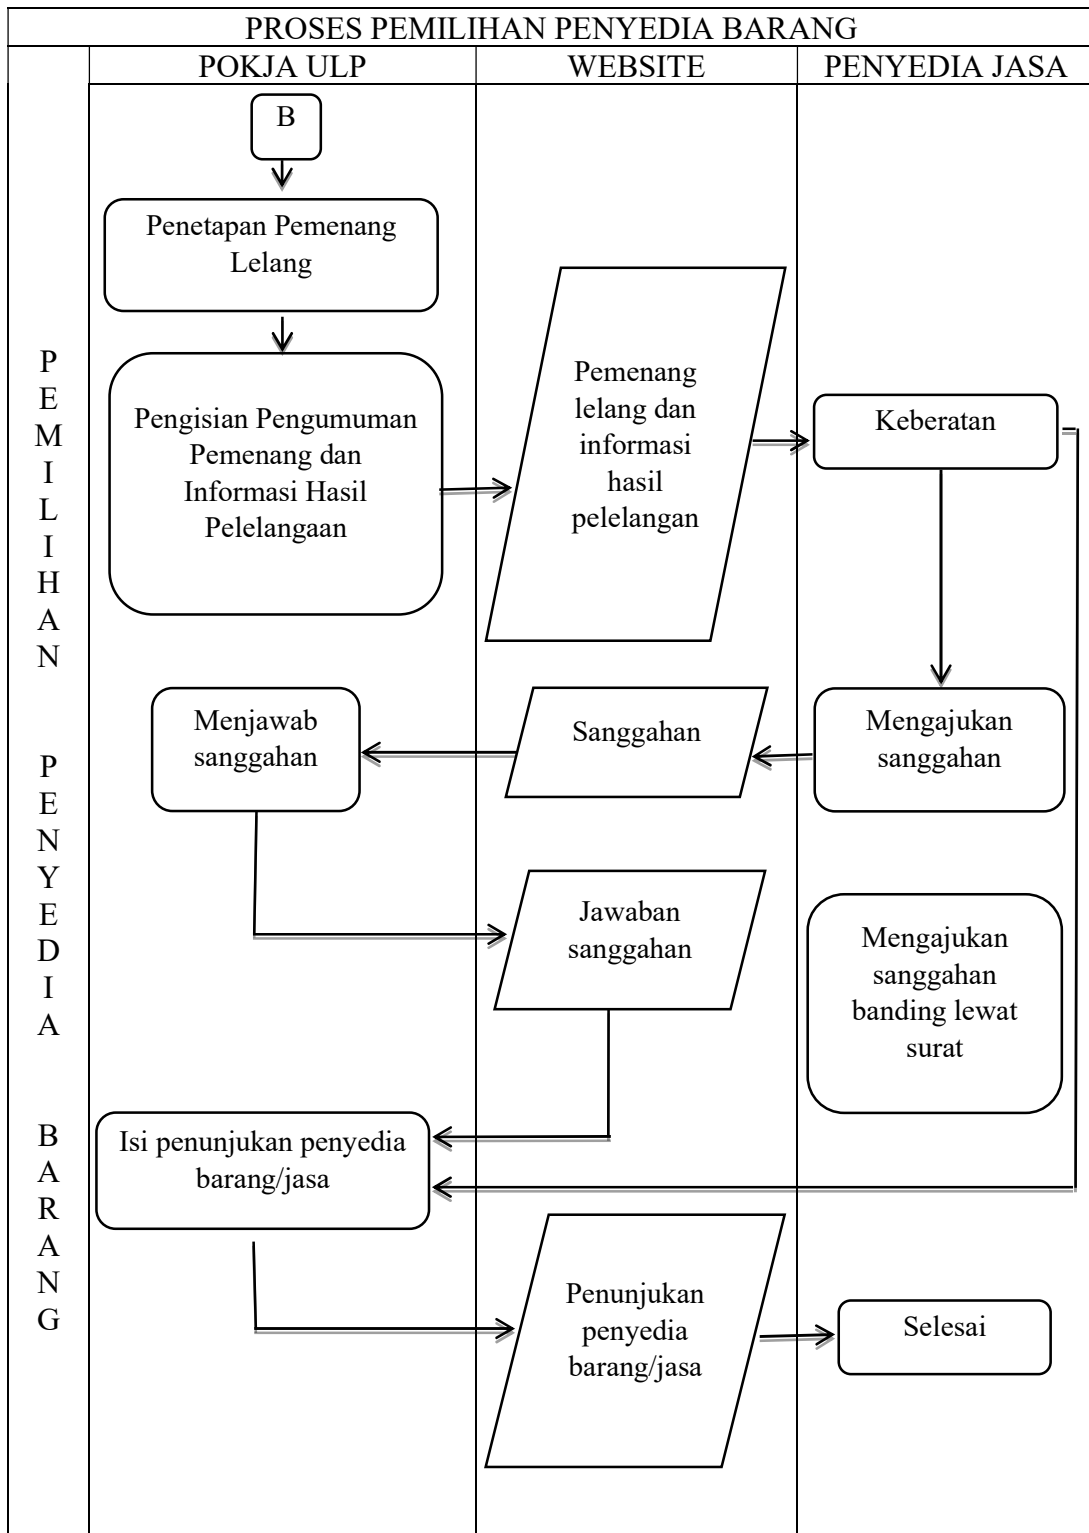 PROSES PEMILIHAN PENYEDIA BARANG
POKJA ULP
WEBSITE
PENYEDIA JASA
P
E
M
I
L
I
H
A
N
P
E
N
Y
E
D
I
A
B
A
R
A
N
G
B
Penetapan Pemenang
Lelang
Pengisian Pengumuman
Pemenang dan
Informasi Hasil
Pelelangaan
Pemenang
lelang dan
informasi
hasil
pelelangan
Keberatan
Menjawab
sanggahan
Sanggahan
Mengajukan
sanggahan
Jawaban
sanggahan
Mengajukan
sanggahan
banding lewat
surat
Isi penunjukan penyedia
barang/jasa
Penunjukan
penyedia
barang/jasa
Selesai